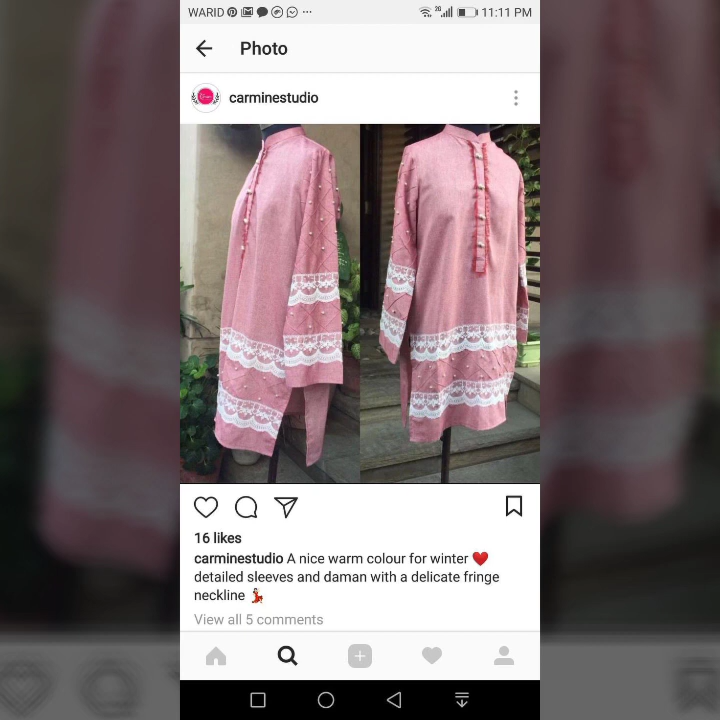 WARID ... 2G 11:11 PM
Photo
carminestudio
16 likes
carminestudio A nice warm colour for winter ❤️
detailed sleeves and daman with a delicate fringe
neckline 💃
View all 5 comments